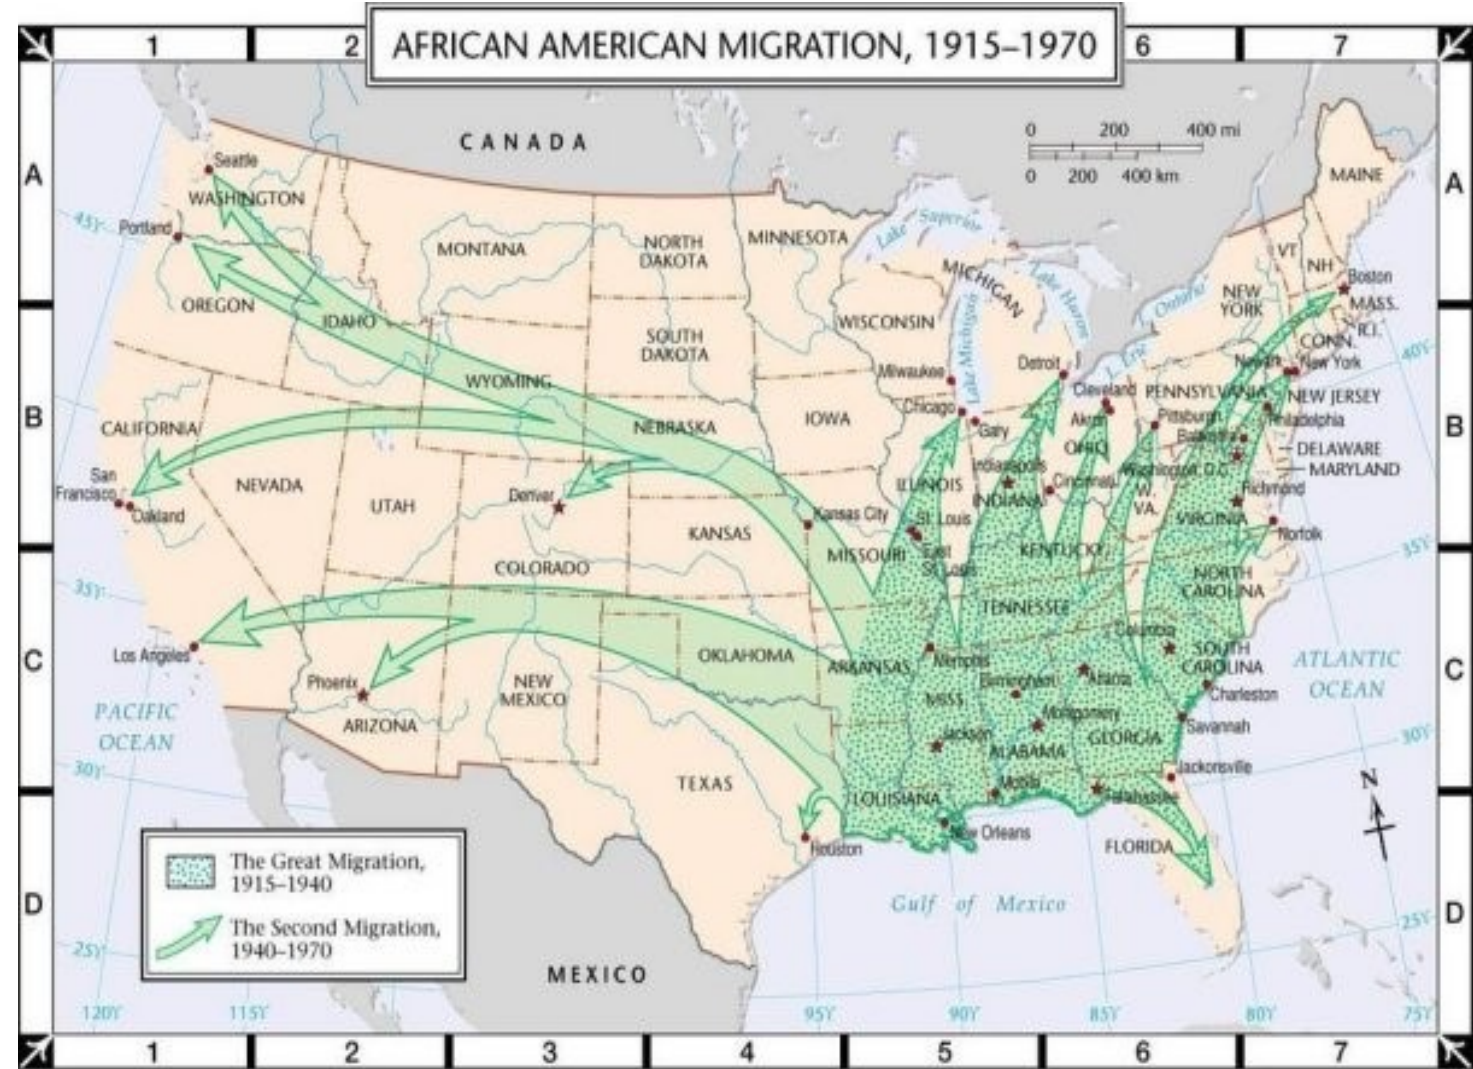 AFRICAN AMERICAN MIGRATION, 1915–1970
1
2
6
7
A
A
CANADA
0 200 400 mi
0 200 400 km
Seattle
WASHINGTON
MAINE
45°
Portland
Lake Superior
MONTANA
NORTH
DAKOTA
MINNESOTA
VT
NH
MICHIGAN
Lake Huron
Boston
OREGON
IDAHO
NEW
YORK
L. Ontario
MASS.
R.I.
WISCONSIN
Lake Michigan
SOUTH
DAKOTA
CONN.
40°
L. Erie
Milwaukee
Detroit
Newark
New York
WYOMING
Cleveland
PENNSYLVANIA
NEW JERSEY
B
B
Chicago
Gary
Akron
Pittsburgh
Philadelphia
CALIFORNIA
NEBRASKA
IOWA
OHIO
Baltimore
DELAWARE
MARYLAND
San
Francisco
Oakland
NEVADA
UTAH
Denver
Indianapolis
ILLINOIS
INDIANA
Cincinnati
Washington, D.C.
W.
VA.
Richmond
VIRGINIA
Norfolk
Kansas City
St. Louis
KANSAS
MISSOURI
East
St. Louis
KENTUCKY
35°
COLORADO
NORTH
CAROLINA
35°
TENNESSEE
Columbia
C
C
Los Angeles
OKLAHOMA
ARKANSAS
Memphis
SOUTH
CAROLINA
ATLANTIC
OCEAN
Phoenix
NEW
MEXICO
MISS.
Birmingham
Atlanta
Charleston
PACIFIC
OCEAN
ARIZONA
Montgomery
Jackson
ALABAMA
GEORGIA
Savannah
30°
30°
TEXAS
Mobile
Jacksonville
N
LOUISIANA
Tallahassee
New Orleans
Houston
FLORIDA
The Great Migration,
1915–1940
The Second Migration,
1940–1970
D
D
Gulf of Mexico
25°
25°
MEXICO
120°
115°
95°
90°
85°
80°
75°
1
2
3
4
5
6
7